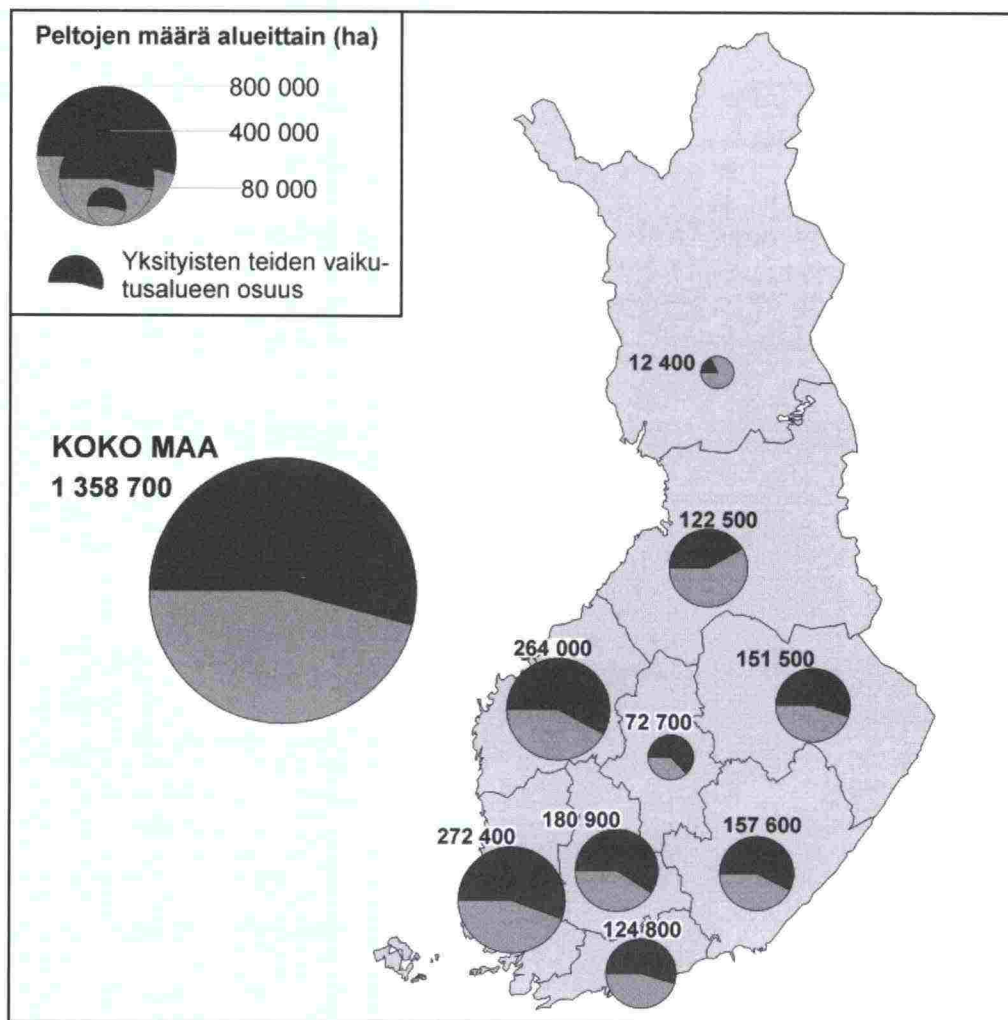 Peltojen määrä alueittain (ha)
800 000
400 000
80 000
Yksityisten teiden vaiku-
tusalueen osuus
12 400
KOKO MAA
1 358 700
122 500
264 000
151 500
72 700
180 900
157 600
272 400
124 800